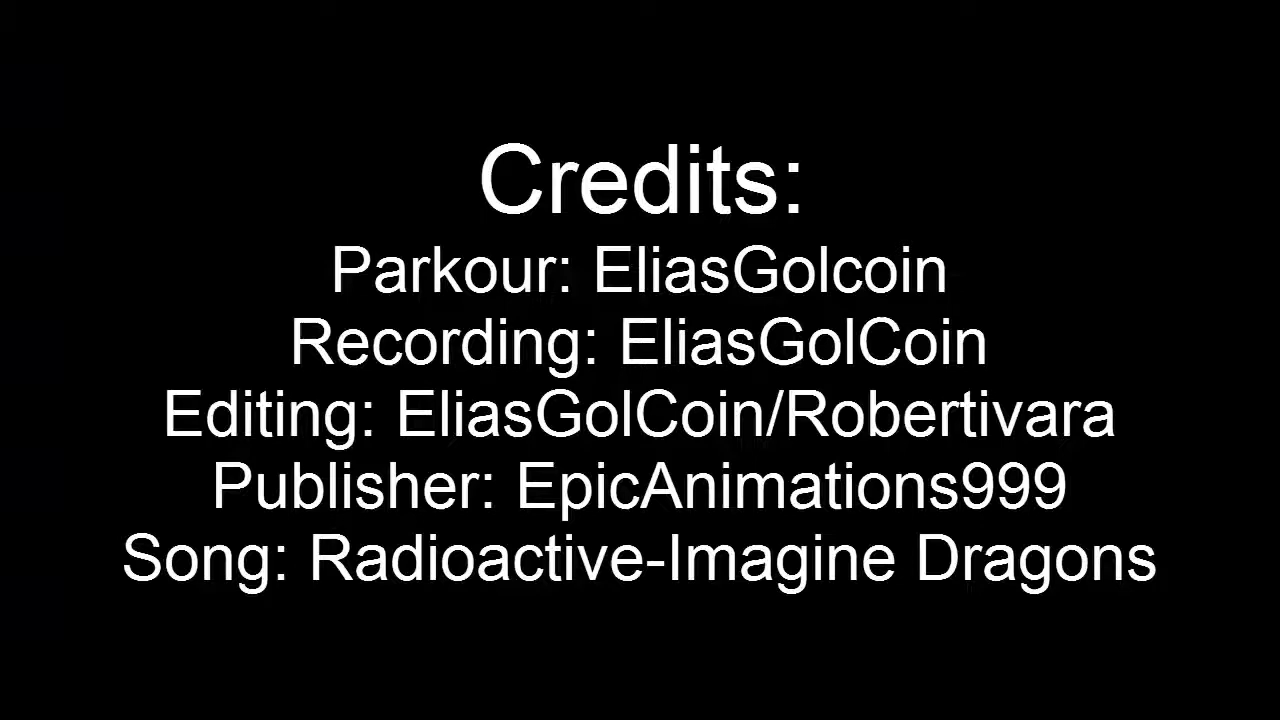 Credits:
Parkour: EliasGolcoin
Recording: EliasGolCoin
Editing: EliasGolCoin/Robertivara
Publisher: EpicAnimations999
Song: Radioactive-Imagine Dragons